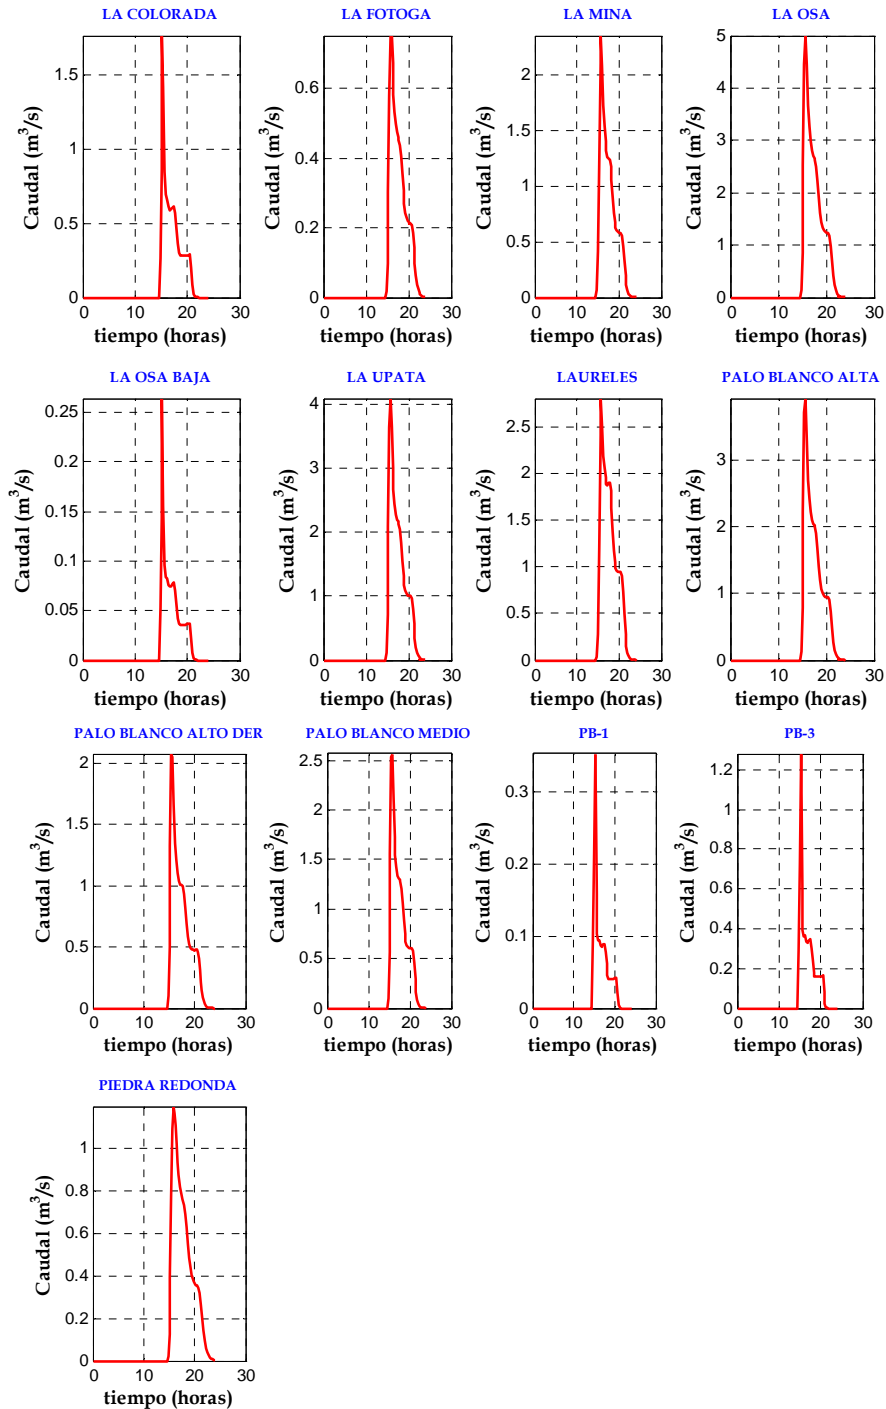 LA COLORADA LA FOTOGA LA MINA LA OSA
1.5 1 0.5 0
0.6 0.4 0.2 0
2 1.5 1 0.5 0
5 4 3 2 1 0
Caudal (m³/s) Caudal (m³/s) Caudal (m³/s) Caudal (m³/s)
0 10 20 30 0 10 20 30 0 10 20 30 0 10 20 30
tiempo (horas) tiempo (horas) tiempo (horas) tiempo (horas)
LA OSA BAJA LA UPATA LAURELES PALO BLANCO ALTA
0.25 0.2 0.15 0.1 0.05 0
4 3 2 1 0
2.5 2 1.5 1 0.5 0
3 2 1 0
Caudal (m³/s) Caudal (m³/s) Caudal (m³/s) Caudal (m³/s)
0 10 20 30 0 10 20 30 0 10 20 30 0 10 20 30
tiempo (horas) tiempo (horas) tiempo (horas) tiempo (horas)
PALO BLANCO ALTO DER PALO BLANCO MEDIO PB-1 PB-3
2 1.5 1 0.5 0
2.5 2 1.5 1 0.5 0
0.3 0.2 0.1 0
1.2 1 0.8 0.6 0.4 0.2 0
Caudal (m³/s) Caudal (m³/s) Caudal (m³/s) Caudal (m³/s)
0 10 20 30 0 10 20 30 0 10 20 30 0 10 20 30
tiempo (horas) tiempo (horas) tiempo (horas) tiempo (horas)
PIEDRA REDONDA
1 0.8 0.6 0.4 0.2 0
Caudal (m³/s)
0 10 20 30
tiempo (horas)